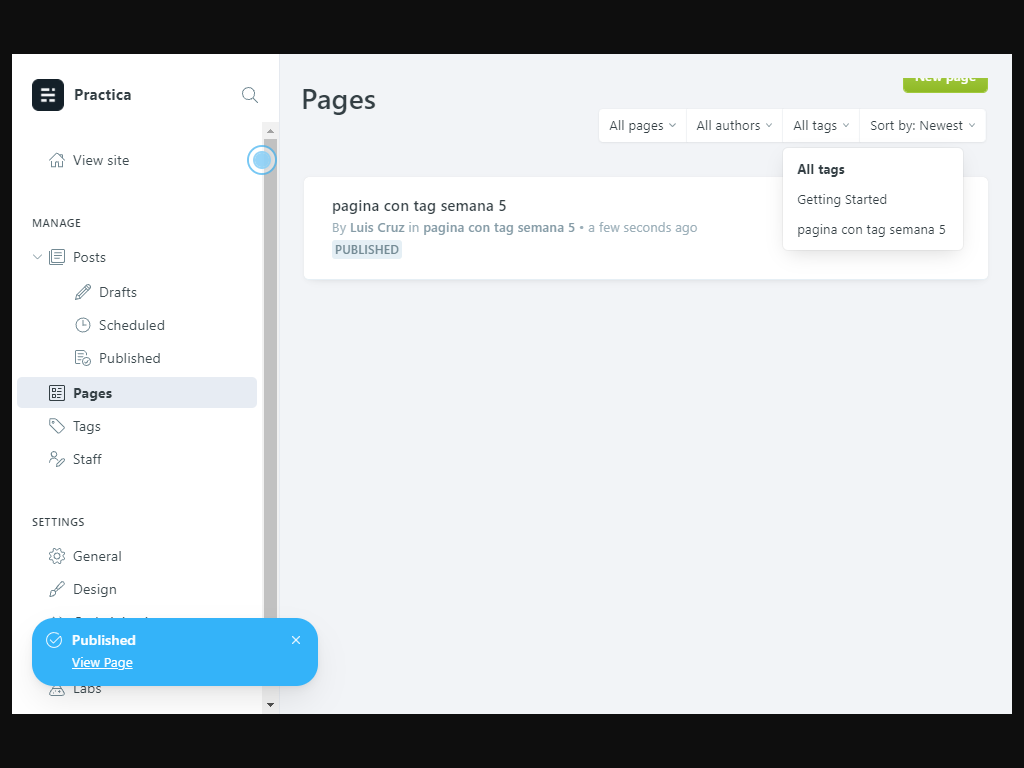 Practica
View site
MANAGE
Posts
Drafts
Scheduled
Published
Pages
Tags
Staff
SETTINGS
General
Design
Published
View Page
Labs
Pages
New page
All pages
All authors
All tags
Sort by: Newest
All tags
Getting Started
pagina con tag semana 5
pagina con tag semana 5
By Luis Cruz in pagina con tag semana 5 • a few seconds ago
PUBLISHED